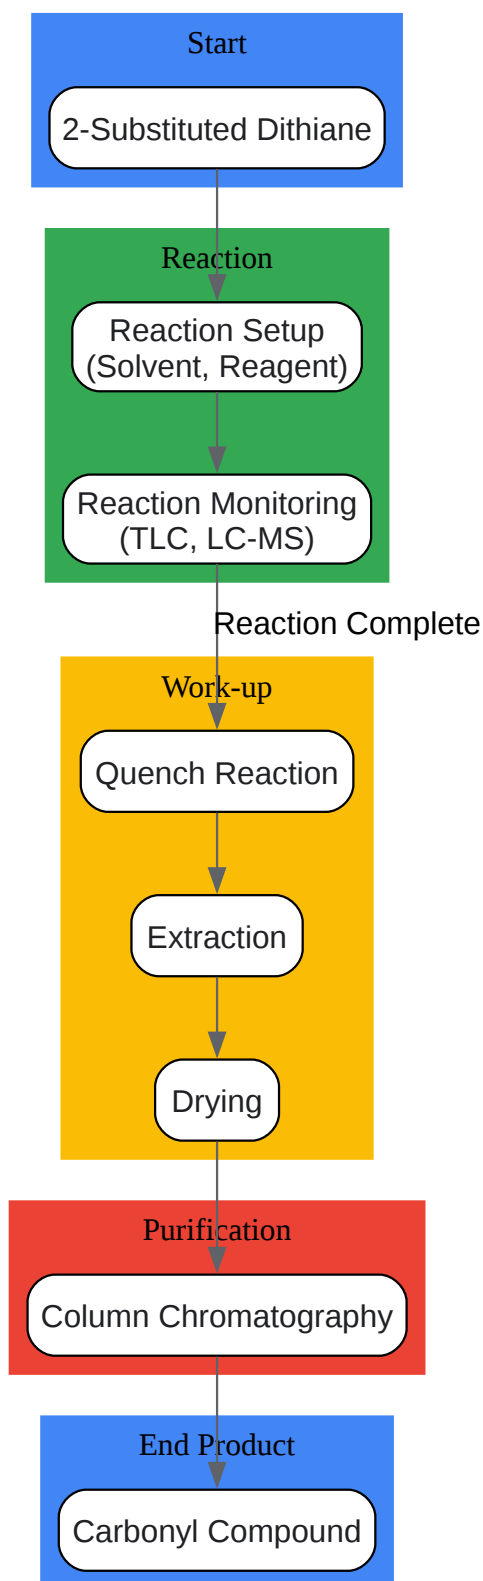 Start
2-Substituted Dithiane
Reaction
Reaction Setup
(Solvent, Reagent)
Reaction Monitoring
(TLC, LC-MS)
Reaction Complete
Work-up
Quench Reaction
Extraction
Drying
Purification
Column Chromatography
End Product
Carbonyl Compound